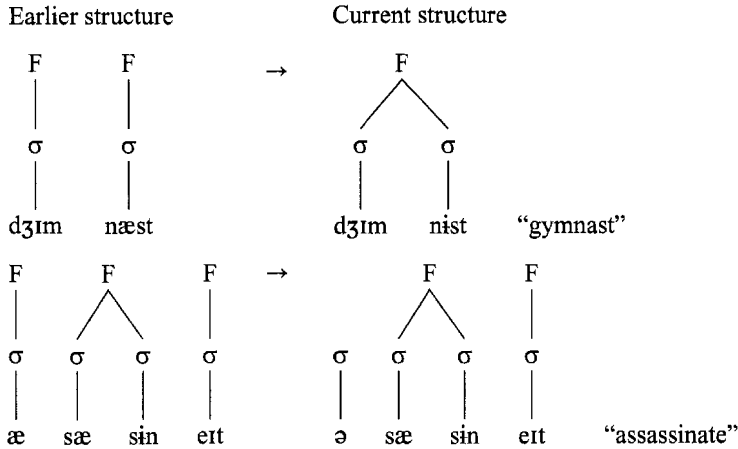 Earlier structure Current structure
F F → F
σ σ σ σ
dʒɪm næst dʒɪm nɨst “gymnast”
F F F → F F
σ σ σ σ σ σ σ σ
æ sæ sɨn eɪt ə sæ sɨn eɪt “assassinate”